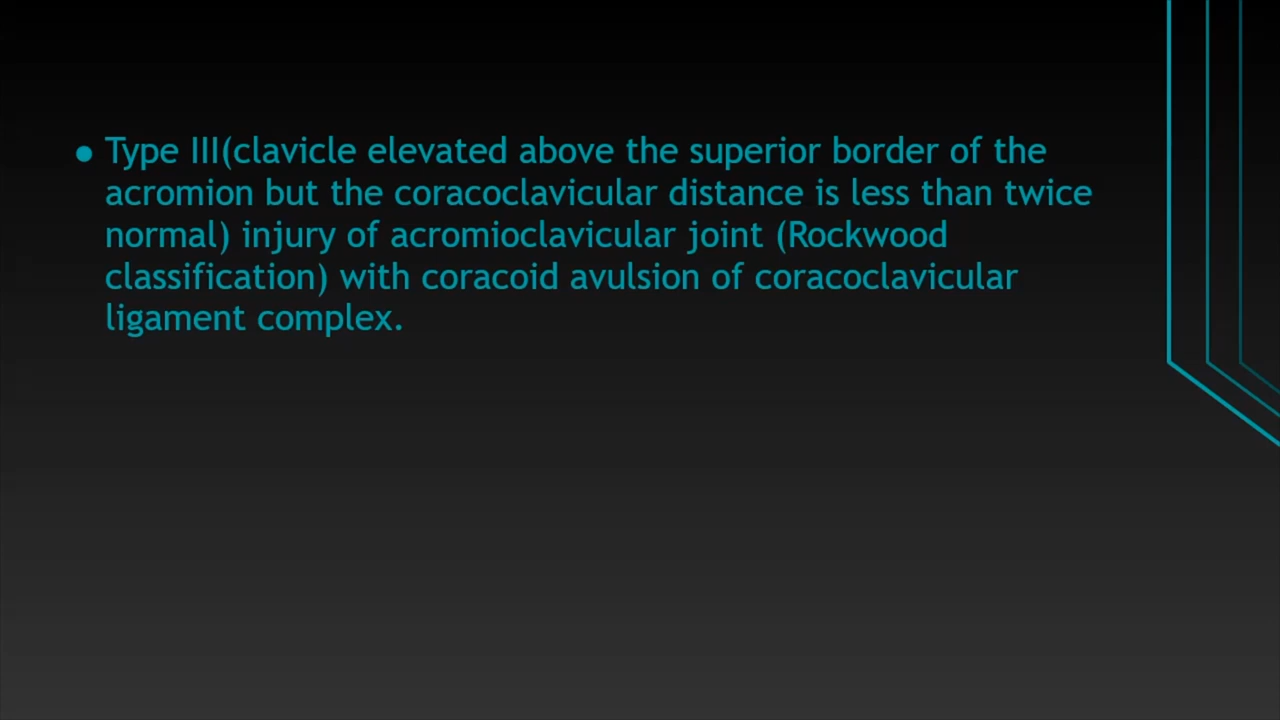 • Type III(clavicle elevated above the superior border of the
acromion but the coracoclavicular distance is less than twice
normal) injury of acromioclavicular joint (Rockwood
classification) with coracoid avulsion of coracoclavicular
ligament complex.